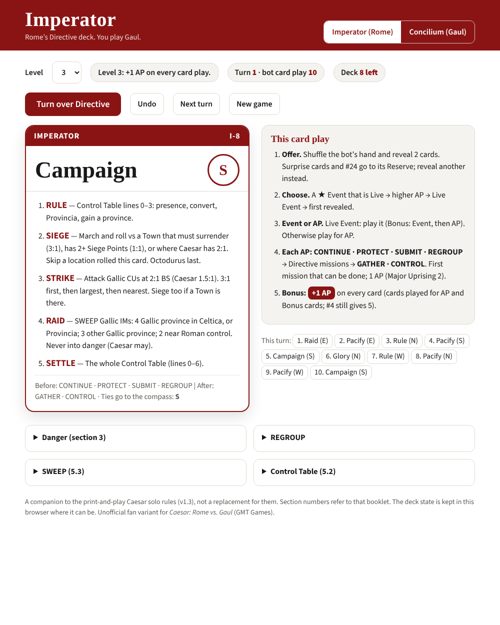 Imperator
Rome's Directive deck. You play Gaul.
Imperator (Rome)
Concilium (Gaul)
Level
3
Level 3: +1 AP on every card play.
Turn 1 · bot card play 10
Deck 8 left
Turn over Directive
Undo
Next turn
New game
IMPERATOR
I-8
Campaign
S
1. RULE — Control Table lines 0–3: presence, convert,
Provincia, gain a province.
2. SIEGE — March and roll vs a Town that must surrender
(3:1), has 2+ Siege Points (1:1), or where Caesar has 2:1.
Skip a location rolled this card. Octodurus last.
3. STRIKE — Attack Gallic CUs at 2:1 BS (Caesar 1.5:1). 3:1
first, then largest, then nearest. Siege too if a Town is
there.
4. RAID — SWEEP Gallic IMs: 4 Gallic province in Celtica, or
Provincia; 3 other Gallic province; 2 near Roman control.
Never into danger (Caesar may).
5. SETTLE — The whole Control Table (lines 0–6).
Before: CONTINUE · PROTECT · SUBMIT · REGROUP | After:
GATHER · CONTROL · Ties go to the compass: S
This card play
1. Offer. Shuffle the bot's hand and reveal 2 cards.
Surprise cards and #24 go to its Reserve; reveal another
instead.
2. Choose. A ★ Event that is Live → higher AP → Live
Event → first revealed.
3. Event or AP. Live Event: play it (Bonus: Event, then AP).
Otherwise play for AP.
4. Each AP: CONTINUE · PROTECT · SUBMIT · REGROUP
→ Directive missions → GATHER · CONTROL. First
mission that can be done; 1 AP (Major Uprising 2).
5. Bonus: +1 AP on every card (cards played for AP and
Bonus cards; #4 still gives 5).
This turn: 1. Raid (E) 2. Pacify (E) 3. Rule (N) 4. Pacify (S)
5. Campaign (S) 6. Glory (N) 7. Rule (W) 8. Pacify (N)
9. Pacify (W) 10. Campaign (S)
▶ Danger (section 3)
▶ REGROUP
▶ SWEEP (5.3)
▶ Control Table (5.2)
A companion to the print-and-play Caesar solo rules (v1.3), not a replacement for them. Section numbers refer to that booklet. The deck state is kept in this
browser where it can be. Unofficial fan variant for Caesar: Rome vs. Gaul (GMT Games).